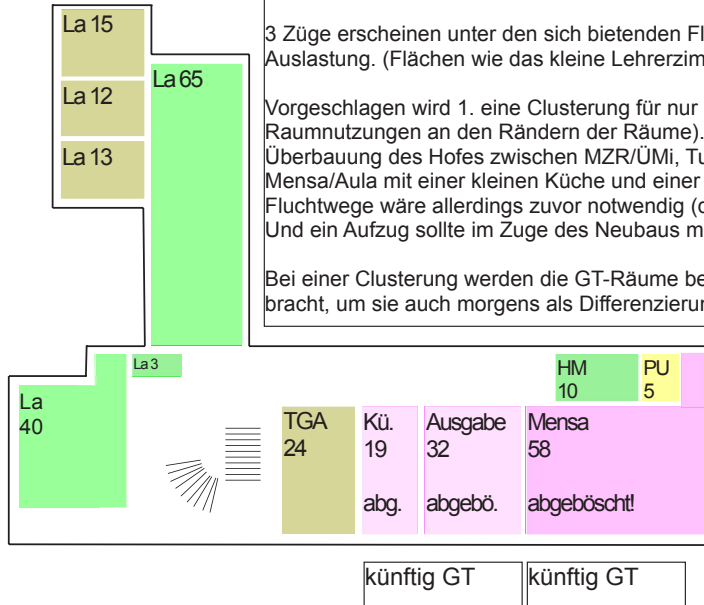 3 Züge erscheinen unter den sich bietenden
Auslastung. (Flächen wie das kleine
Vorgeschlagen wird 1. eine Clusterung für nur
Raumnutzungen an den Rändern der Räume).
Überbauung des Hofes zwischen MZR/ÜMi,
Mensa/Aula mit einer kleinen Küche und einer
Fluchtwege wäre allerdings zuvor notwendig
Und ein Aufzug sollte im Zuge des Neubaus
Bei einer Clusterung werden die GT-Räume
bracht, um sie auch morgens als
La 15
La 12
La 13
La 65
La 3
La
40
HM
10
PU
5
TGA
24
Kü.
19
abg.
Ausgabe
32
abgebö.
Mensa
58
abgeböscht!
künftig GT
künftig GT